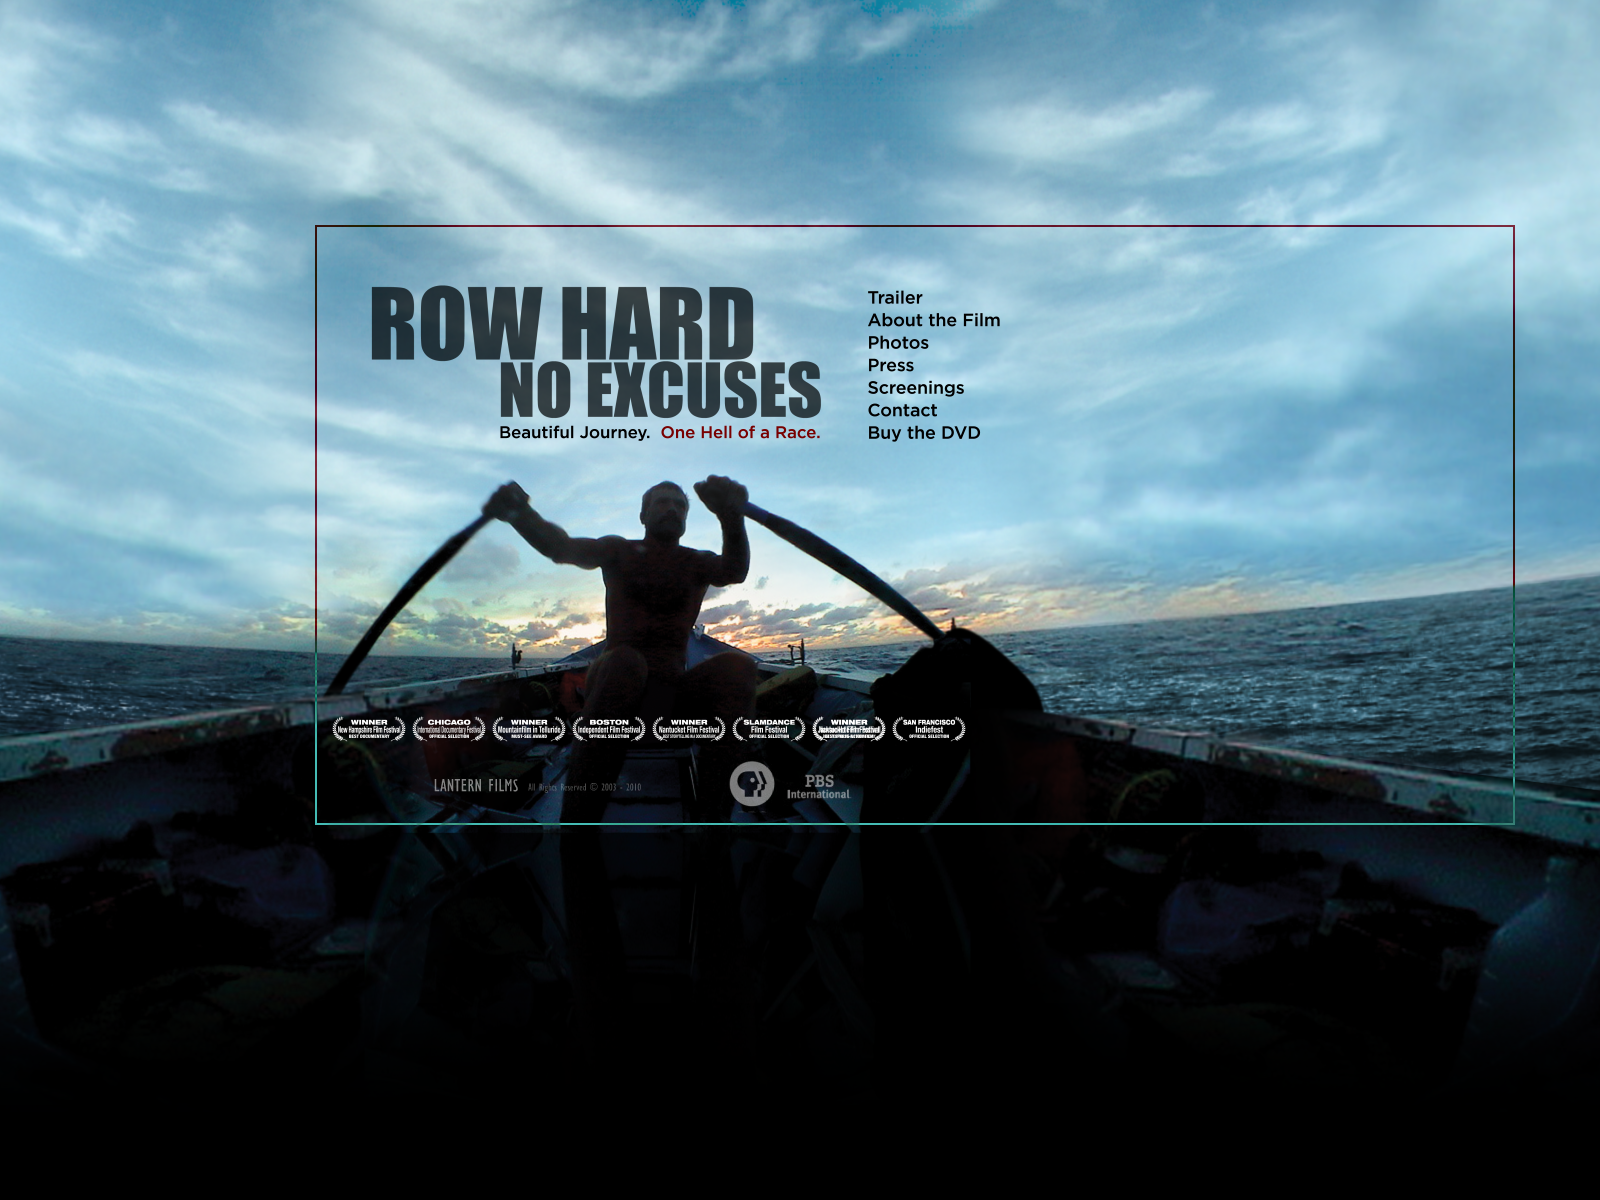 ROW HARD
NO EXCUSES
Beautiful Journey. One Hell of a Race.
Trailer
About the Film
Photos
Press
Screenings
Contact
Buy the DVD
WINNER
New Hampshire Film Festival
BEST DOCUMENTARY
CHICAGO
International Documentary Festival
OFFICIAL SELECTION
WINNER
Mountainfilm in Telluride
MUST-SEE AWARD
BOSTON
Independent Film Festival
OFFICIAL SELECTION
WINNER
Nantucket Film Festival
SLAMDANCE
Film Festival
OFFICIAL SELECTION
WINNER
SAN FRANCISCO
Indiefest
OFFICIAL SELECTION
LANTERN FILMS All Rights Reserved © 2003 - 2010
PBS
International